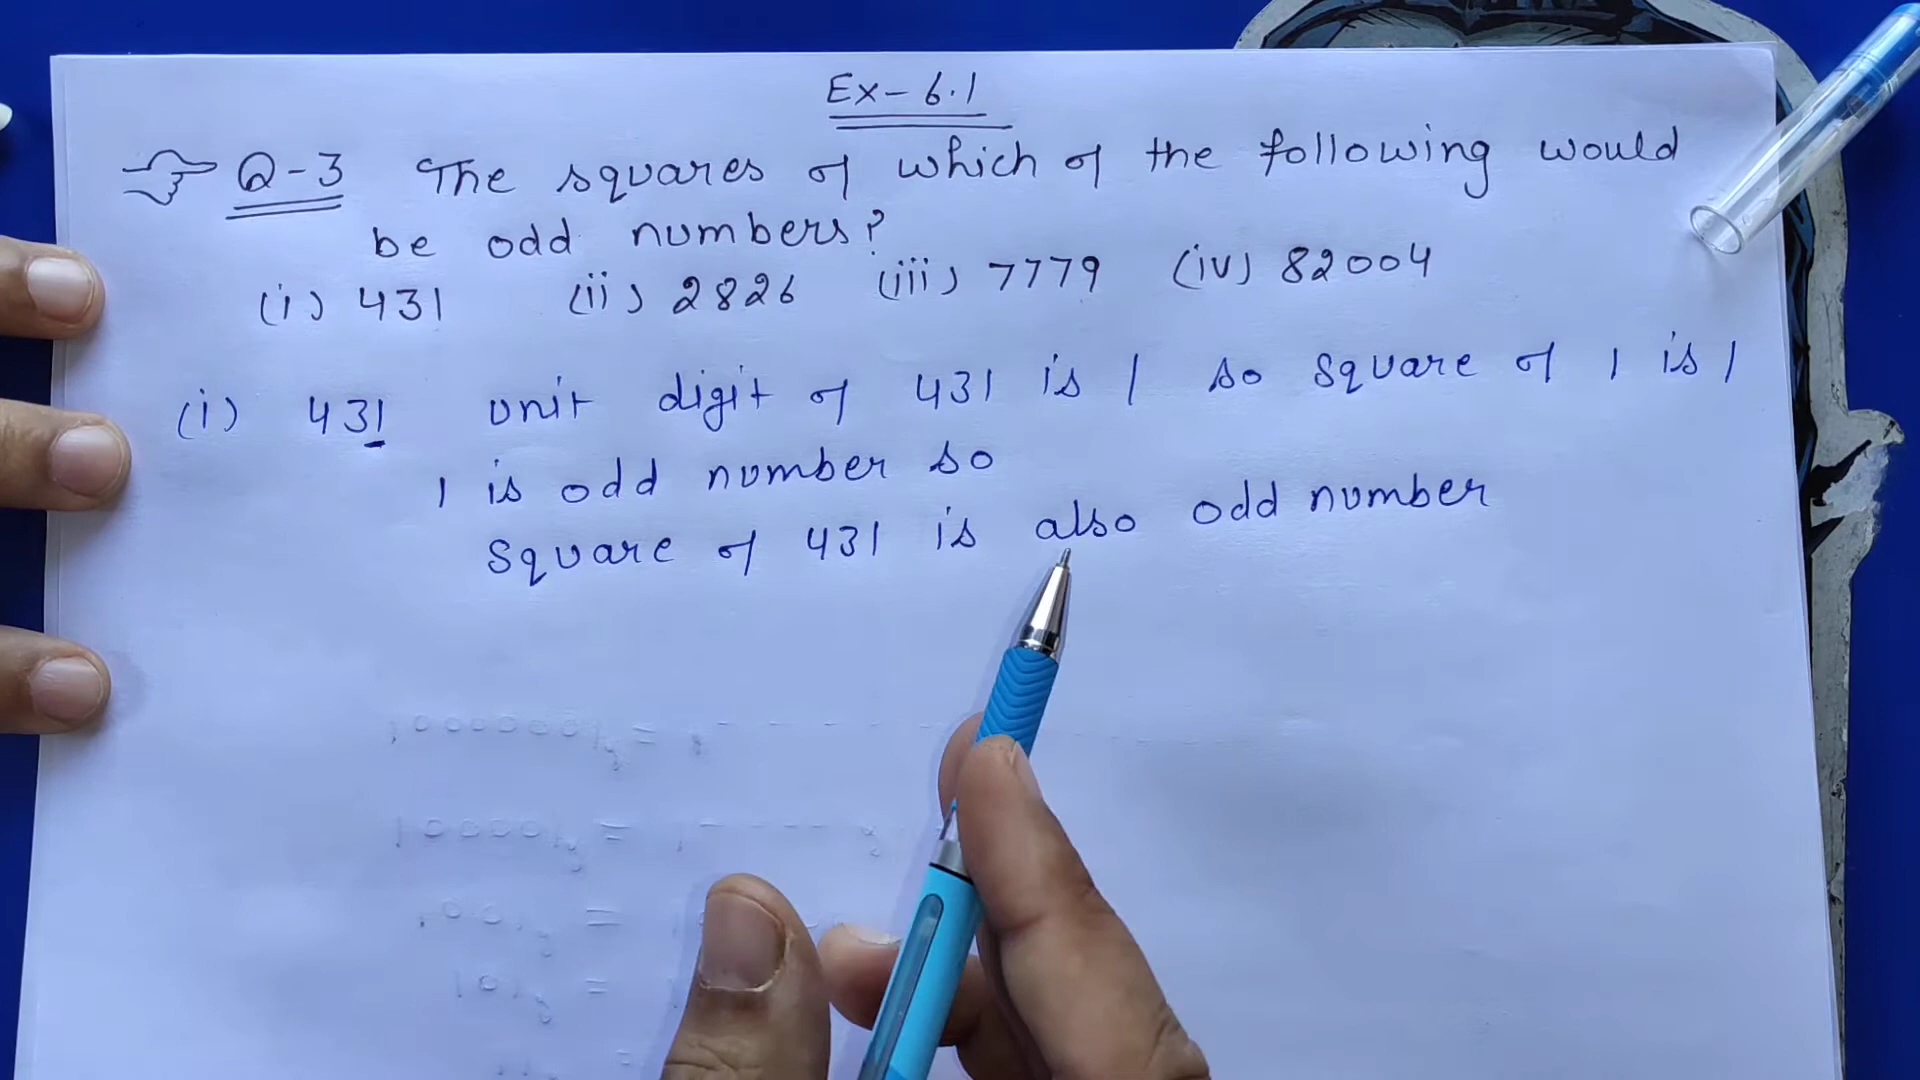 Ex-6.1
Q-3 The squares of which of the following would
be odd numbers?
(i) 431 (ii) 2826 (iii) 7779 (iv) 82004
(i) 431 unit digit of 431 is 1 so square of 1 is 1
1 is odd number so
square of 431 is also odd number